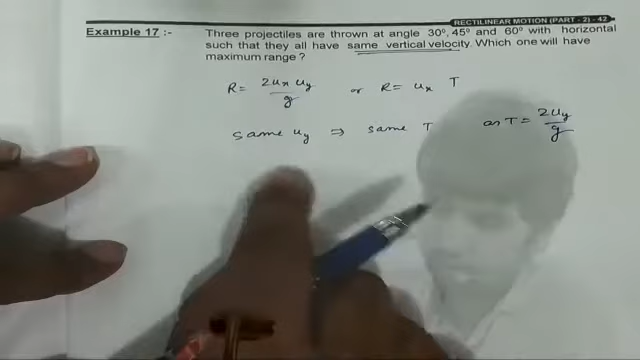 RECTILINEAR MOTION (PART - 2) - 42
Example 17 :- Three projectiles are thrown at angle 30°, 45° and 60° with horizontal
such that they all have same vertical velocity. Which one will have
maximum range ?
R = 2uₓ u_y / g or R = uₓ T
same u_y ⇒ same T as T = 2u_y / g